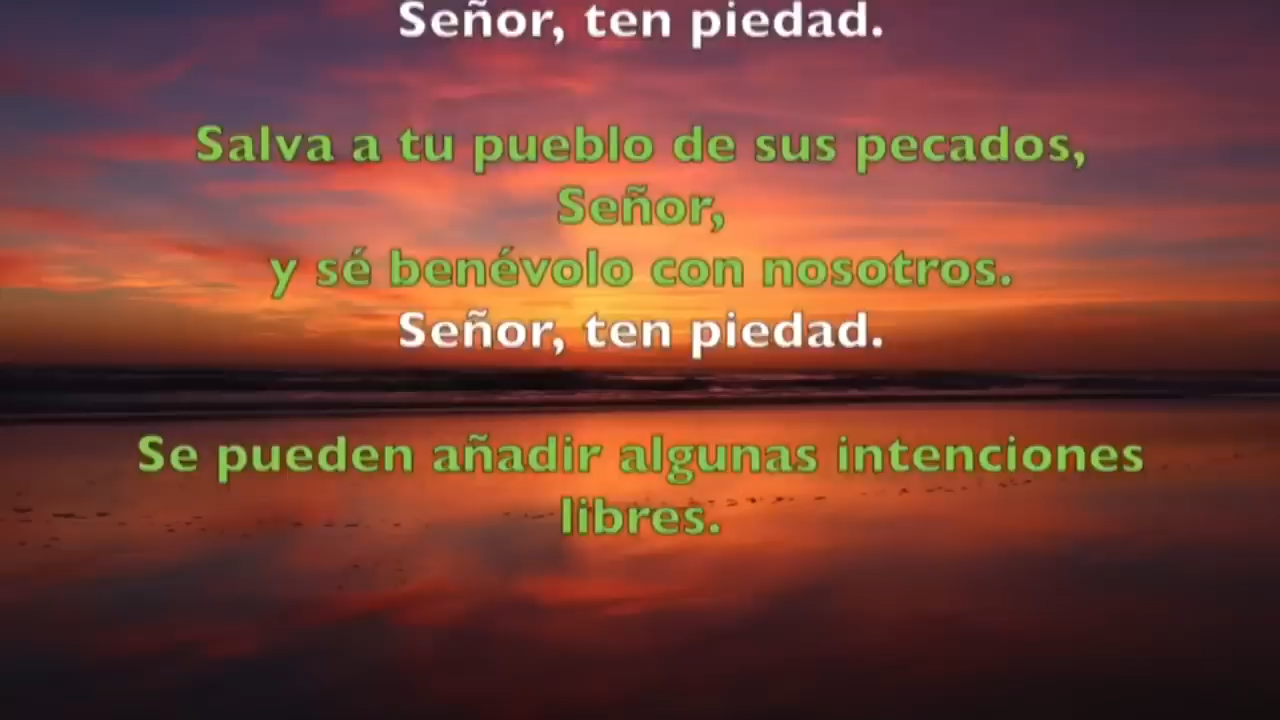 Señor, ten piedad.
Salva a tu pueblo de sus pecados,
Señor,
y sé benévolo con nosotros.
Señor, ten piedad.
Se pueden añadir algunas intenciones
libres.